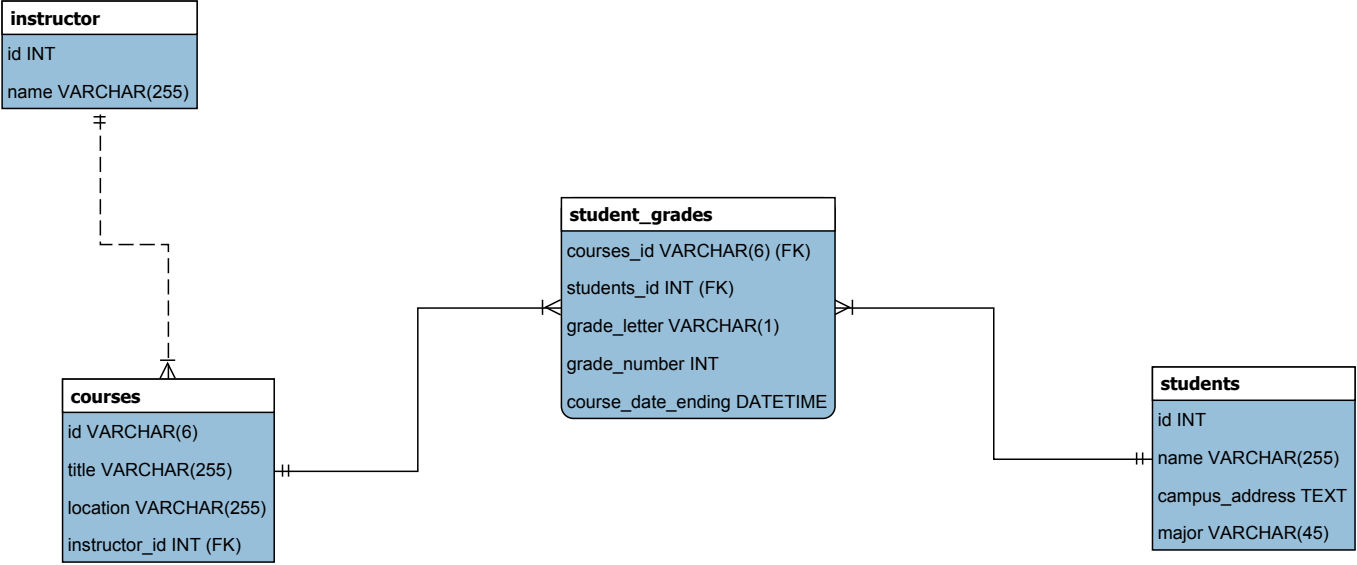 instructor
id INT
name VARCHAR(255)
student_grades
courses_id VARCHAR(6) (FK)
students_id INT (FK)
grade_letter VARCHAR(1)
grade_number INT
course_date_ending DATETIME
courses
id VARCHAR(6)
title VARCHAR(255)
location VARCHAR(255)
instructor_id INT (FK)
students
id INT
name VARCHAR(255)
campus_address TEXT
major VARCHAR(45)